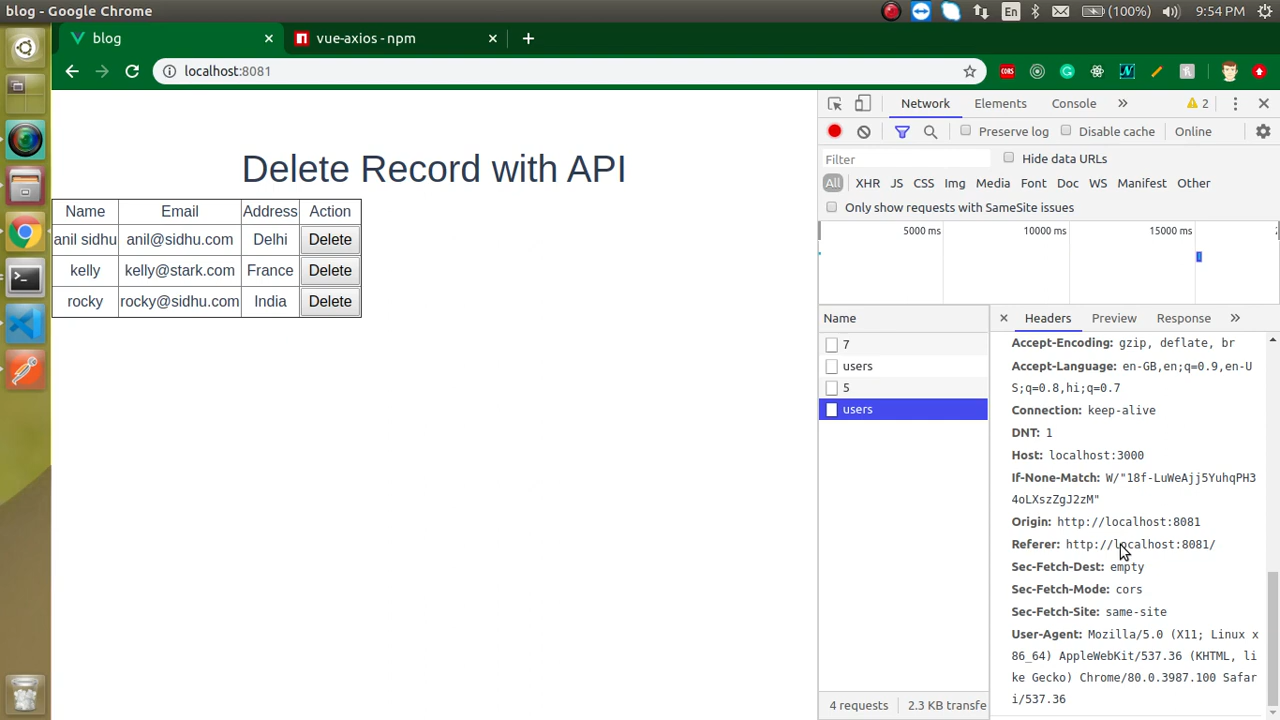 blog - Google Chrome
En
(100%)
9:54 PM
blog
vue-axios - npm
localhost:8081
CORS
Network
Elements
Console
2
Preserve log
Disable cache
Online
Filter
Hide data URLs
All
XHR
JS
CSS
Img
Media
Font
Doc
WS
Manifest
Other
Only show requests with SameSite issues
5000 ms
10000 ms
15000 ms
Delete Record with API
Name Email Address Action
anil sidhu anil@sidhu.com Delhi Delete
kelly kelly@stark.com France Delete
rocky rocky@sidhu.com India Delete
Name
7
users
5
users
4 requests
2.3 KB transfe
Headers
Preview
Response
Accept-Encoding: gzip, deflate, br
Accept-Language: en-GB,en;q=0.9,en-U
S;q=0.8,hi;q=0.7
Connection: keep-alive
DNT: 1
Host: localhost:3000
If-None-Match: W/"18f-LuWeAjj5YuhqPH3
4oLXszZgJ2zM"
Origin: http://localhost:8081
Referer: http://localhost:8081/
Sec-Fetch-Dest: empty
Sec-Fetch-Mode: cors
Sec-Fetch-Site: same-site
User-Agent: Mozilla/5.0 (X11; Linux x
86_64) AppleWebKit/537.36 (KHTML, li
ke Gecko) Chrome/80.0.3987.100 Safar
i/537.36